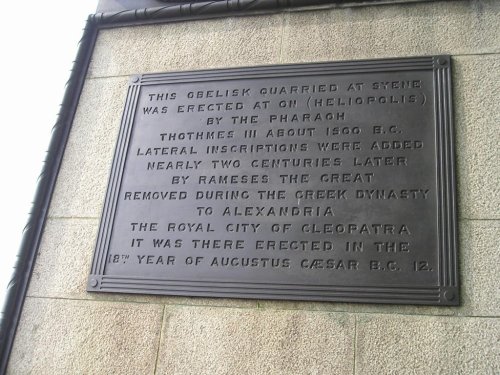 THIS OBELISK QUARRIED AT SYENE
WAS ERECTED AT ON (HELIOPOLIS)
BY THE PHARAOH
THOTHMES III ABOUT 1500 B.C.
LATERAL INSCRIPTIONS WERE ADDED
NEARLY TWO CENTURIES LATER
BY RAMESES THE GREAT
REMOVED DURING THE GREEK DYNASTY
TO ALEXANDRIA
THE ROYAL CITY OF CLEOPATRA
IT WAS THERE ERECTED IN THE
18TH YEAR OF AUGUSTUS CÆSAR B.C. 12.